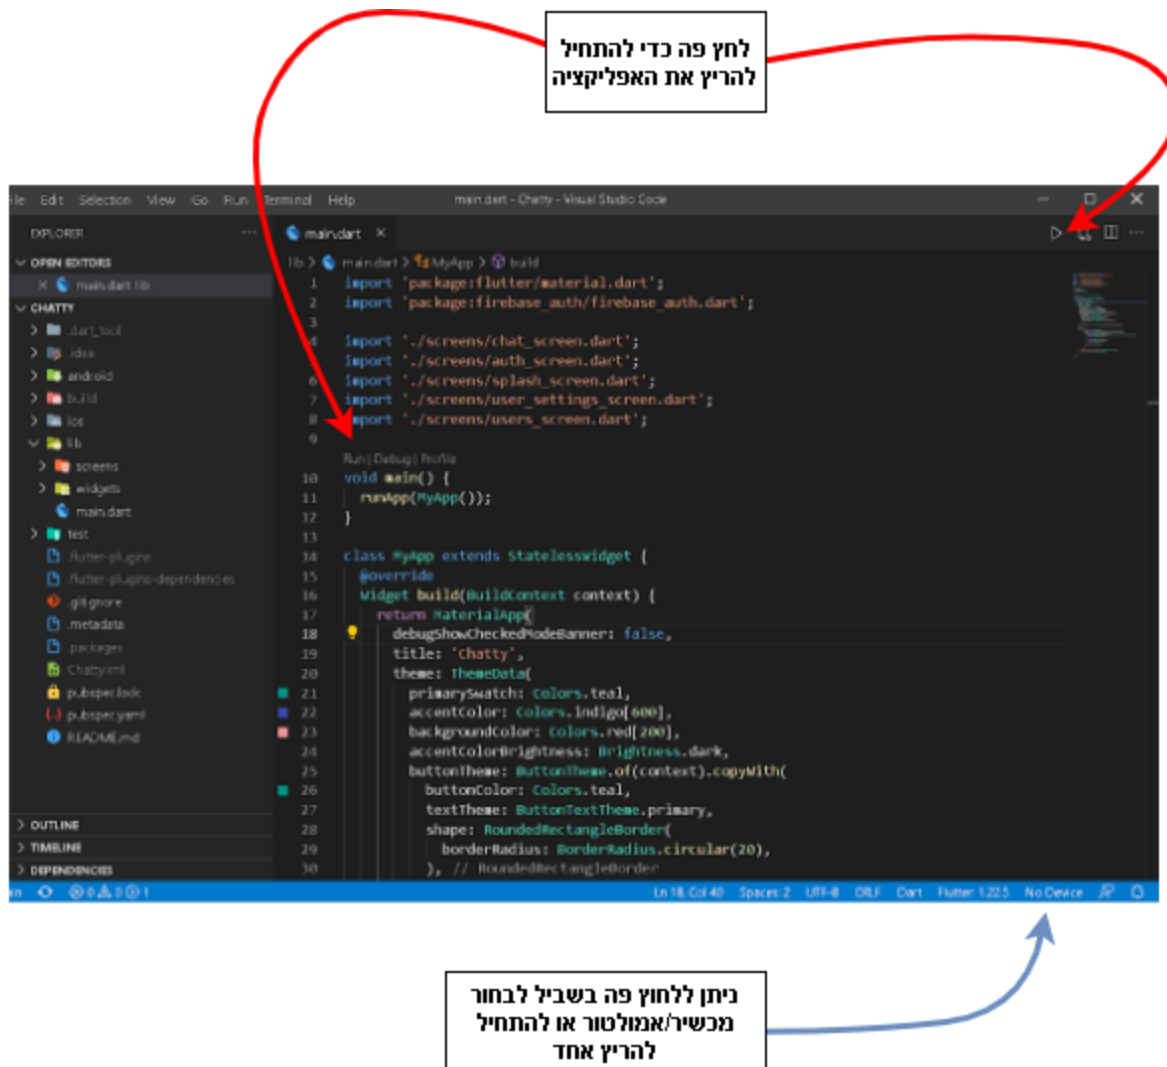 לחץ פה כדי להתחיל
להריץ את האפליקציה
File Edit Selection View Go Run Terminal Help
main.dart - Chatty - Visual Studio Code
EXPLORER
main.dart
OPEN EDITORS
main.dart lib
CHATTY
.dart_tool
.idea
android
build
ios
lib
screens
widgets
main.dart
test
.flutter-plugins
.flutter-plugins-dependencies
.gitignore
.metadata
.packages
Chatty.iml
pubspec.lock
pubspec.yaml
README.md
OUTLINE
TIMELINE
DEPENDENCIES
lib > main.dart > MyApp > build
1 import 'package:flutter/material.dart';
2 import 'package:firebase_auth/firebase_auth.dart';
3
4 import './screens/chat_screen.dart';
import './screens/auth_screen.dart';
6 import './screens/splash_screen.dart';
7 import './screens/user_settings_screen.dart';
8 import './screens/users_screen.dart';
9
Run | Debug | Profile
10 void main() {
11 runApp(MyApp());
12 }
13
14 class MyApp extends StatelessWidget {
15 @override
16 Widget build(BuildContext context) {
17 return MaterialApp(
18 debugShowCheckedModeBanner: false,
19 title: 'Chatty',
20 theme: ThemeData(
21 primarySwatch: Colors.teal,
22 accentColor: Colors.indigo[600],
23 backgroundColor: Colors.red[200],
24 accentColorBrightness: Brightness.dark,
25 buttonTheme: ButtonTheme.of(context).copyWith(
26 buttonColor: Colors.teal,
27 textTheme: ButtonTextTheme.primary,
28 shape: RoundedRectangleBorder(
29 borderRadius: BorderRadius.circular(20),
30 ), // RoundedRectangleBorder
0 0 1 Ln 18, Col 40 Spaces: 2 UTF-8 CRLF Dart Flutter: 1.22.5 No Device
ניתן ללחוץ פה בשביל לבחור
מכשיר/אמולטור או להתחיל
להריץ אחד